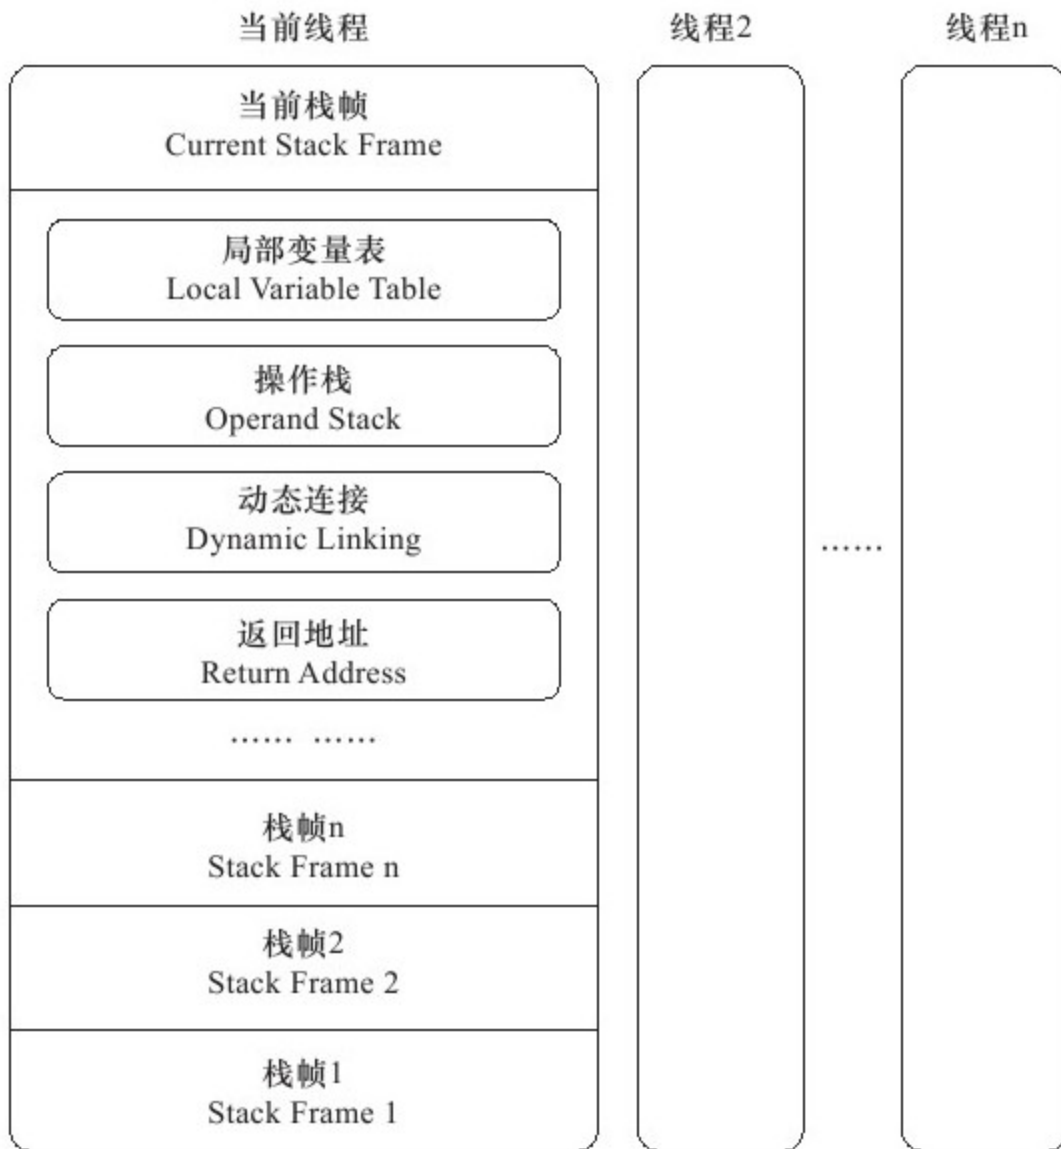 当前线程 线程2 线程n
当前栈帧
Current Stack Frame
局部变量表
Local Variable Table
操作栈
Operand Stack
动态连接
Dynamic Linking
……
返回地址
Return Address
…… ……
栈帧n
Stack Frame n
栈帧2
Stack Frame 2
栈帧1
Stack Frame 1